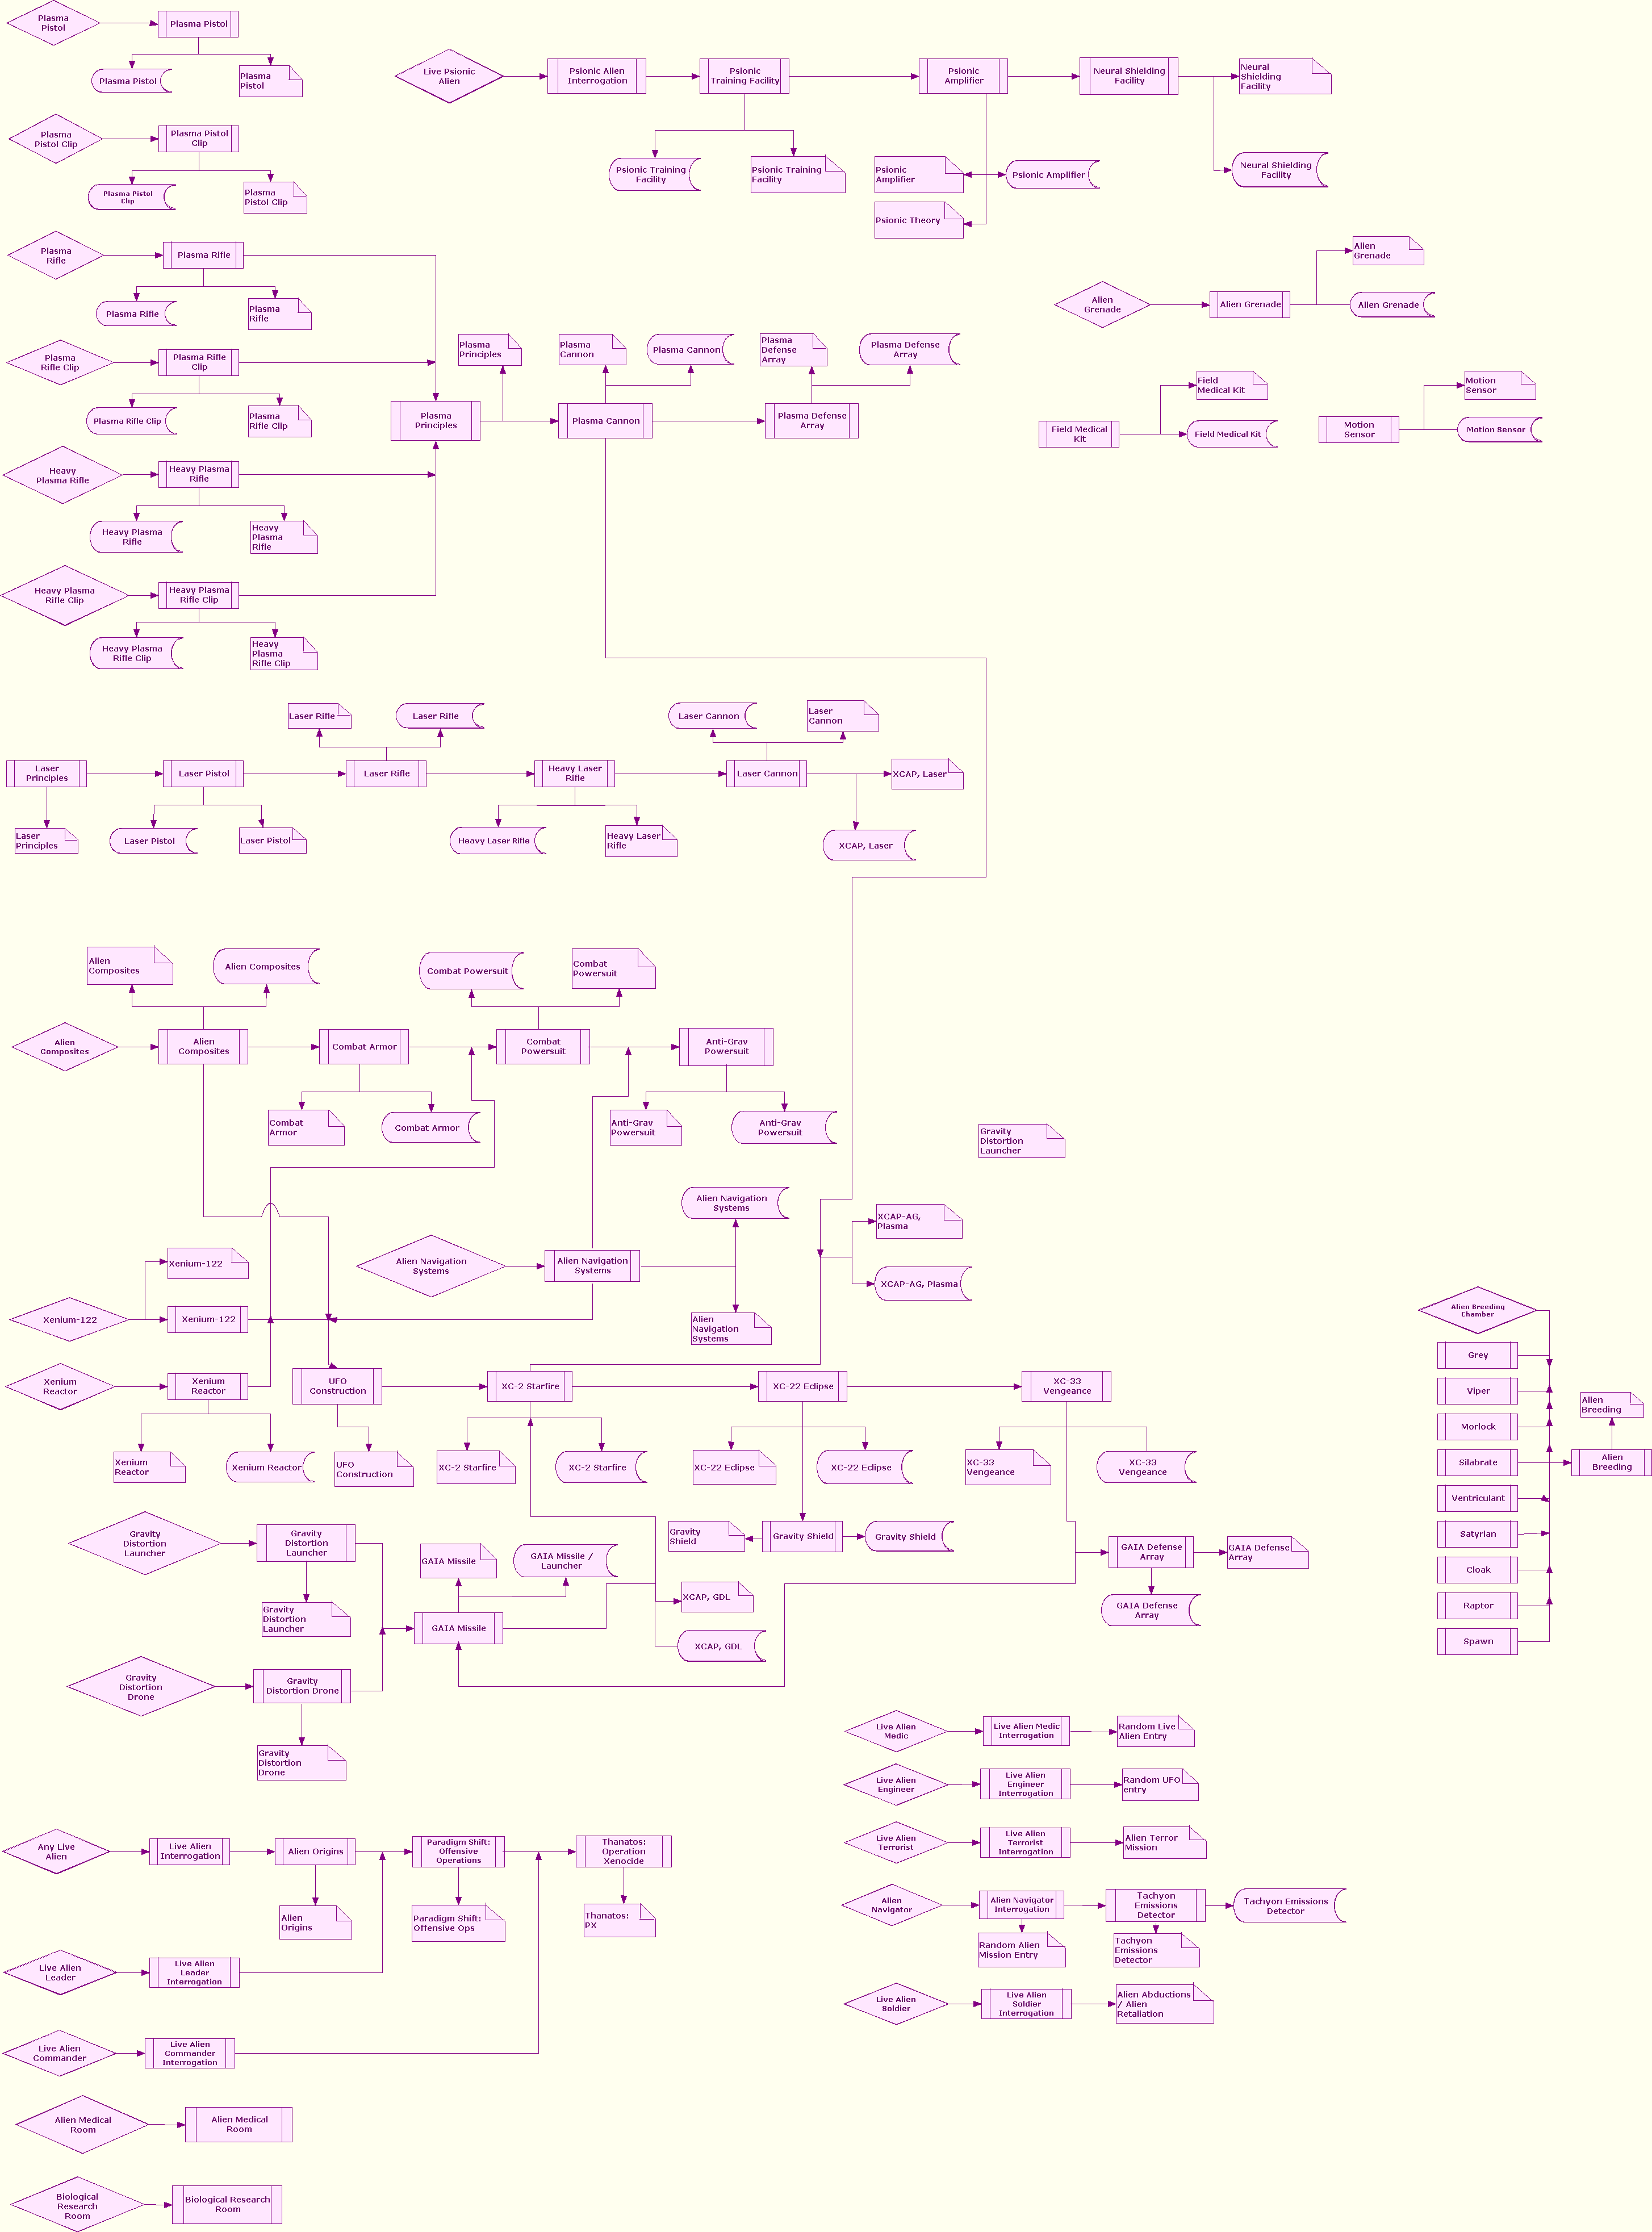 Plasma
Pistol
Plasma Pistol
Plasma Pistol
Plasma
Pistol
Live Psionic
Alien
Psionic Alien
Interrogation
Psionic
Training Facility
Psionic
Amplifier
Neural Shielding
Facility
Neural
Shielding
Facility
Psionic Training
Facility
Psionic Training
Facility
Psionic
Amplifier
Psionic Amplifier
Psionic Theory
Neural Shielding
Facility
Plasma
Pistol Clip
Plasma Pistol
Clip
Plasma Pistol
Clip
Plasma
Pistol Clip
Plasma
Rifle
Plasma Rifle
Plasma Rifle
Plasma
Rifle
Alien
Grenade
Alien Grenade
Alien
Grenade
Alien Grenade
Plasma
Rifle Clip
Plasma Rifle
Clip
Plasma Rifle Clip
Plasma
Rifle Clip
Plasma
Principles
Plasma
Principles
Plasma
Cannon
Plasma Cannon
Plasma Cannon
Plasma
Defense
Array
Plasma Defense
Array
Plasma Defense
Array
Field Medical
Kit
Field
Medical Kit
Field Medical Kit
Motion
Sensor
Motion
Sensor
Motion Sensor
Heavy
Plasma Rifle
Heavy Plasma
Rifle
Heavy Plasma
Rifle
Heavy
Plasma
Rifle
Heavy Plasma
Rifle Clip
Heavy Plasma
Rifle Clip
Heavy Plasma
Rifle Clip
Heavy
Plasma
Rifle Clip
Laser Rifle
Laser Rifle
Laser Cannon
Laser
Cannon
Laser
Principles
Laser Pistol
Laser Rifle
Heavy Laser
Rifle
Laser Cannon
XCAP, Laser
Laser
Principles
Laser Pistol
Laser Pistol
Heavy Laser Rifle
Heavy Laser
Rifle
XCAP, Laser
Alien
Composites
Alien Composites
Combat Powersuit
Combat
Powersuit
Alien
Composites
Alien
Composites
Combat Armor
Combat
Powersuit
Anti-Grav
Powersuit
Combat
Armor
Combat Armor
Anti-Grav
Powersuit
Anti-Grav
Powersuit
Gravity
Distortion
Launcher
Alien Navigation
Systems
XCAP-AG,
Plasma
Alien Navigation
Systems
Alien Navigation
Systems
XCAP-AG, Plasma
Alien
Navigation
Systems
Xenium-122
Xenium-122
Xenium-122
Xenium
Reactor
Xenium
Reactor
UFO
Construction
XC-2 Starfire
XC-22 Eclipse
XC-33
Vengeance
Xenium
Reactor
Xenium Reactor
UFO
Construction
XC-2 Starfire
XC-2 Starfire
XC-22 Eclipse
XC-22 Eclipse
XC-33
Vengeance
XC-33
Vengeance
Alien Breeding
Chamber
Grey
Viper
Morlock
Silabrate
Ventriculant
Satyrian
Cloak
Raptor
Spawn
Alien
Breeding
Alien
Breeding
Gravity
Distortion
Launcher
Gravity
Distortion
Launcher
Gravity
Distortion
Launcher
GAIA Missile
GAIA Missile /
Launcher
GAIA Missile
Gravity
Shield
Gravity Shield
Gravity Shield
XCAP, GDL
XCAP, GDL
GAIA Defense
Array
GAIA Defense
Array
GAIA Defense
Array
Gravity
Distortion
Drone
Gravity
Distortion Drone
Gravity
Distortion
Drone
Live Alien
Medic
Live Alien Medic
Interrogation
Random Live
Alien Entry
Live Alien
Engineer
Live Alien
Engineer
Interrogation
Random UFO
entry
Live Alien
Terrorist
Live Alien
Terrorist
Interrogation
Alien Terror
Mission
Alien
Navigator
Alien Navigator
Interrogation
Tachyon
Emissions
Detector
Tachyon Emissions
Detector
Random Alien
Mission Entry
Tachyon
Emissions
Detector
Live Alien
Soldier
Live Alien
Soldier
Interrogation
Alien Abductions
/ Alien
Retaliation
Any Live
Alien
Live Alien
Interrogation
Alien Origins
Paradigm Shift:
Offensive
Operations
Thanatos:
Operation
Xenocide
Alien
Origins
Paradigm Shift:
Offensive Ops
Thanatos:
PX
Live Alien
Leader
Live Alien
Leader
Interrogation
Live Alien
Commander
Live Alien
Commander
Interrogation
Alien Medical
Room
Alien Medical
Room
Biological
Research
Room
Biological Research
Room